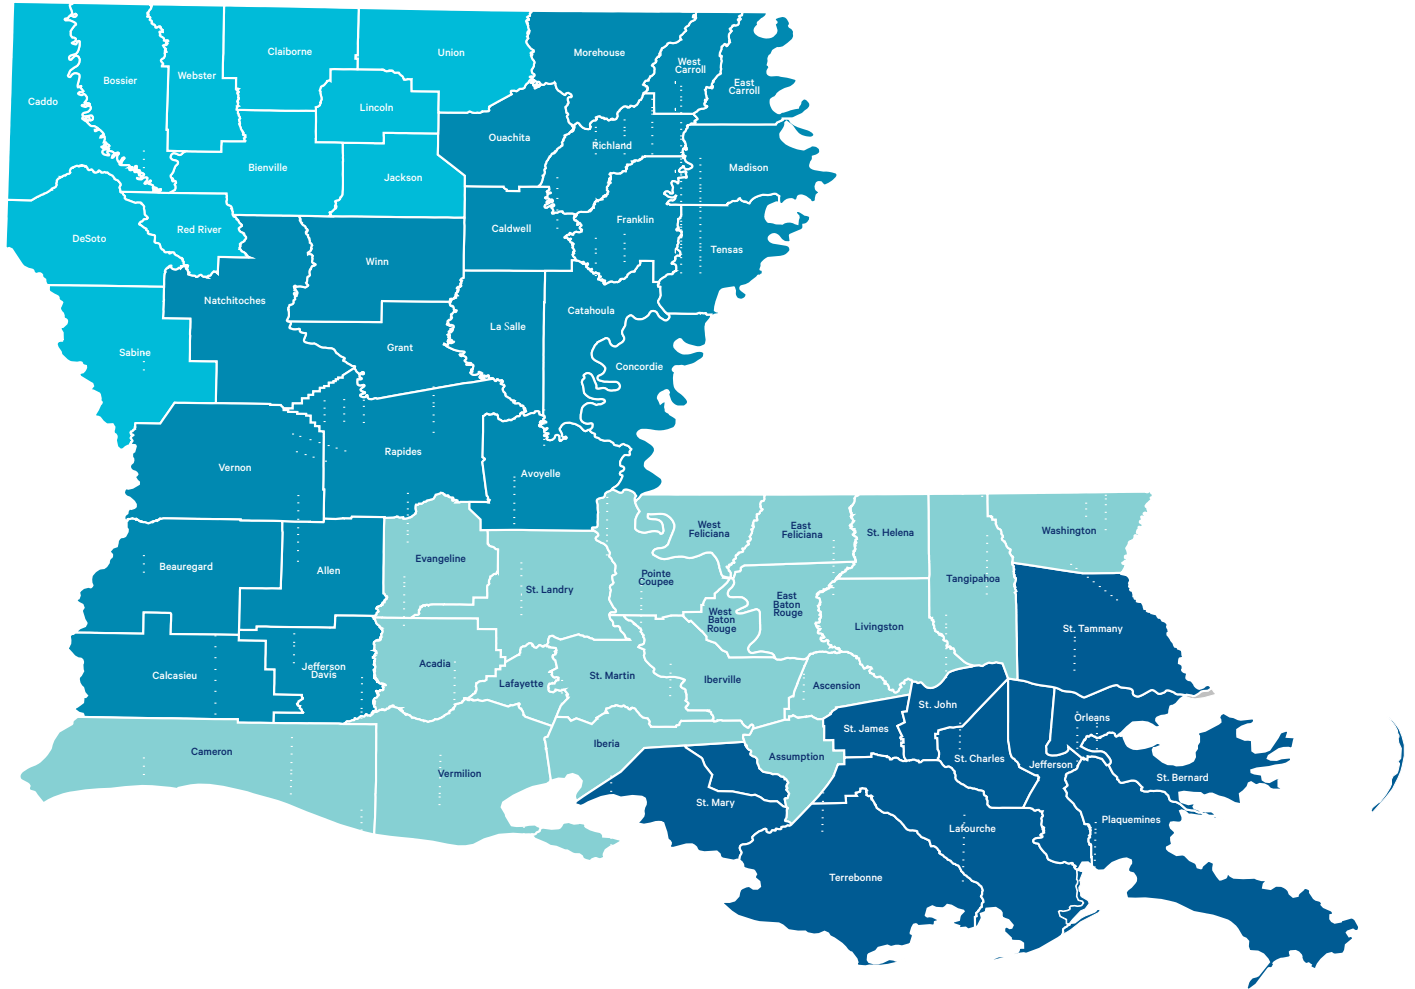 Claiborne
Union
Morehouse
West
Carroll
East
Carroll
Webster
Bossier
Caddo
Lincoln
Ouachita
Richland
Madison
Bienville
Jackson
Franklin
Caldwell
Red River
DeSoto
Tensas
Winn
Natchitoches
Catahoula
La Salle
Grant
Sabine
Concordie
Rapides
Vernon
Avoyelle
West
Feliciana
East
Feliciana
St. Helena
Washington
Evangeline
Beauregard
Allen
Pointe
Coupee
Tangipahoa
St. Landry
East
Baton
Rouge
West
Baton
Rouge
Livingston
St. Tammany
Acadia
Jefferson
Davis
Calcasieu
Lafayette
St. Martin
Iberville
Ascension
St. John
Orleans
St. James
Iberia
Cameron
Assumption
St. Charles
Jefferson
Vermilion
St. Bernard
St. Mary
Plaquemines
Lafourche
Terrebonne